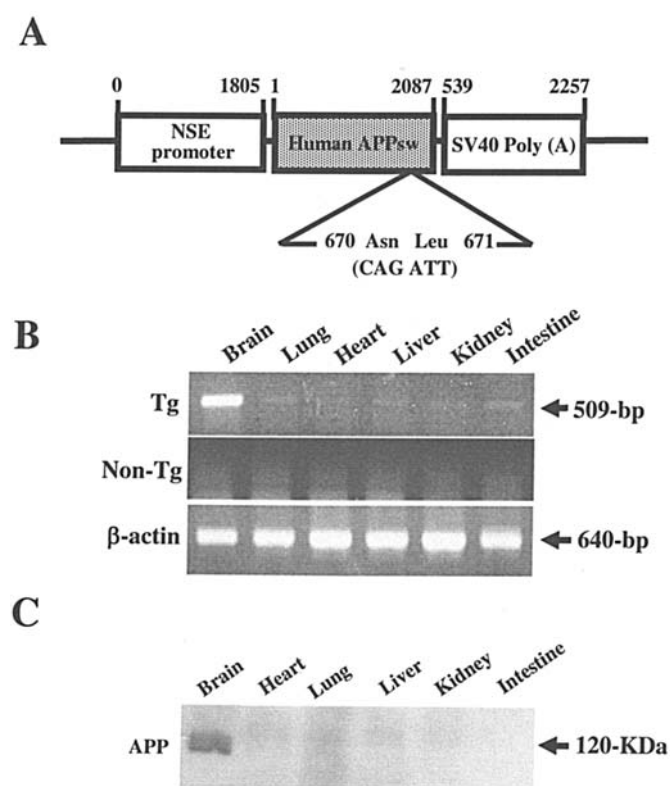 A
0 1805 1 2087 539 2257
NSE promoter
Human APPsw
SV40 Poly (A)
670 Asn Leu 671
(CAG ATT)
B
Brain Lung Heart Liver Kidney Intestine
Tg
509-bp
Non-Tg
β-actin
640-bp
C
Brain Heart Lung Liver Kidney Intestine
APP
120-KDa